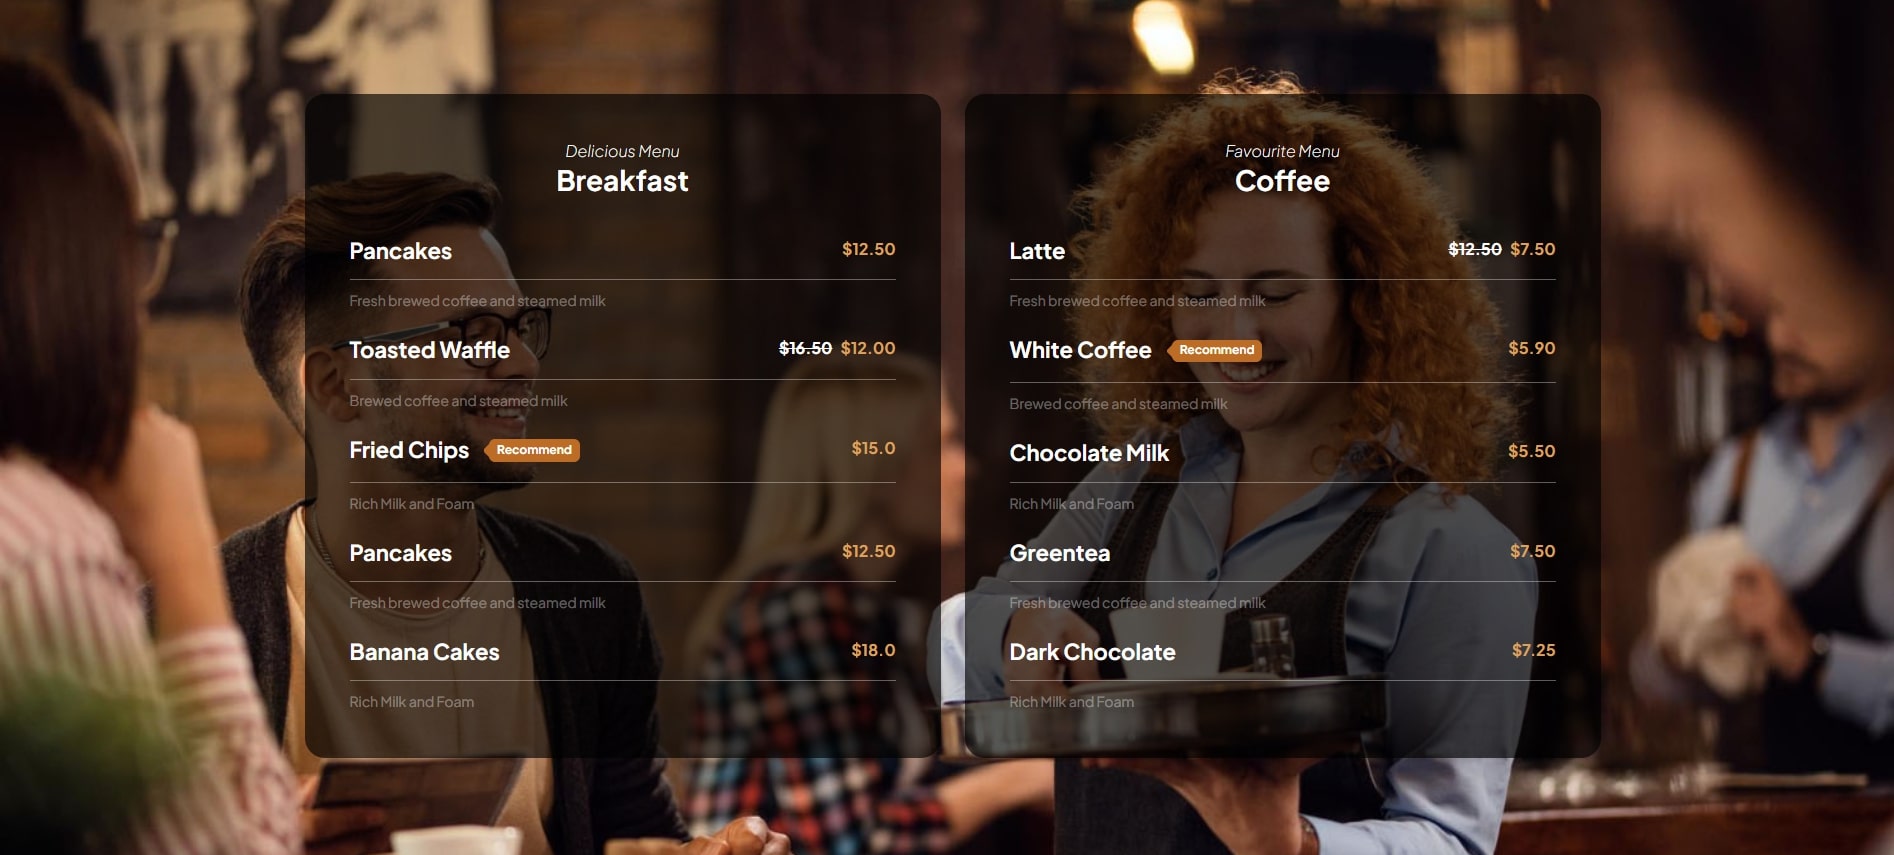 Delicious Menu
Breakfast
Pancakes $12.50
Fresh brewed coffee and steamed milk
Toasted Waffle $16.50 $12.00
Brewed coffee and steamed milk
Fried Chips Recommend $15.0
Rich Milk and Foam
Pancakes $12.50
Fresh brewed coffee and steamed milk
Banana Cakes $18.0
Rich Milk and Foam
Favourite Menu
Coffee
Latte $12.50 $7.50
Fresh brewed coffee and steamed milk
White Coffee Recommend $5.90
Brewed coffee and steamed milk
Chocolate Milk $5.50
Rich Milk and Foam
Greentea $7.50
Fresh brewed coffee and steamed milk
Dark Chocolate $7.25
Rich Milk and Foam